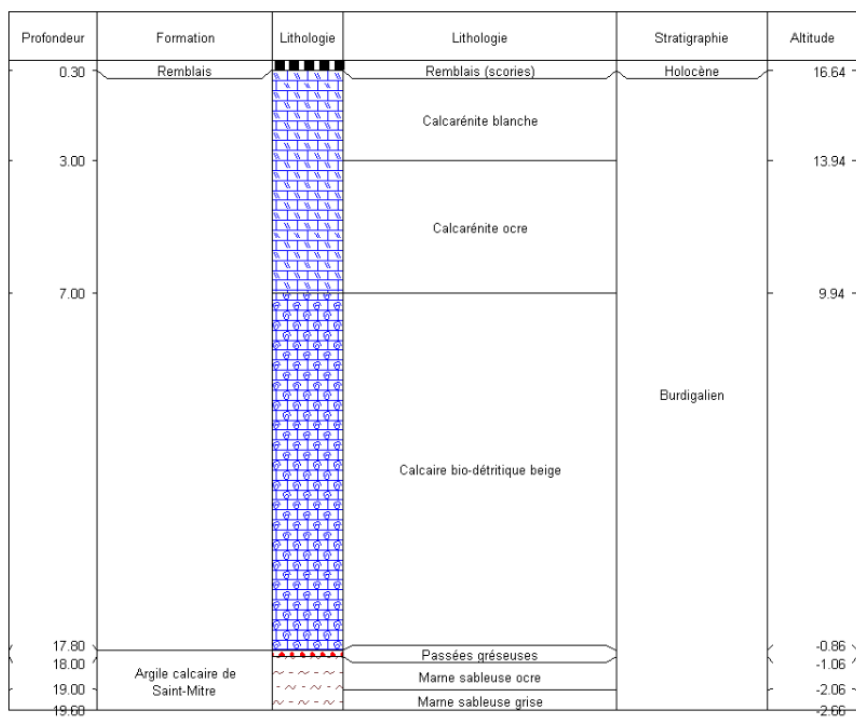 Profondeur Formation Lithologie Lithologie Stratigraphie Altitude
0.30 Remblais Remblais (scories) Holocène 16.64
Calcarénite blanche
3.00 13.94
Calcarénite ocre
7.00 9.94
Burdigalien
Calcaire bio-détritique beige
17.80 -0.86
Passées gréseuses
18.00 -1.06
Argile calcaire de
Saint-Mitre
Marne sableuse ocre
19.00 -2.06
Marne sableuse grise
19.60 -2.66